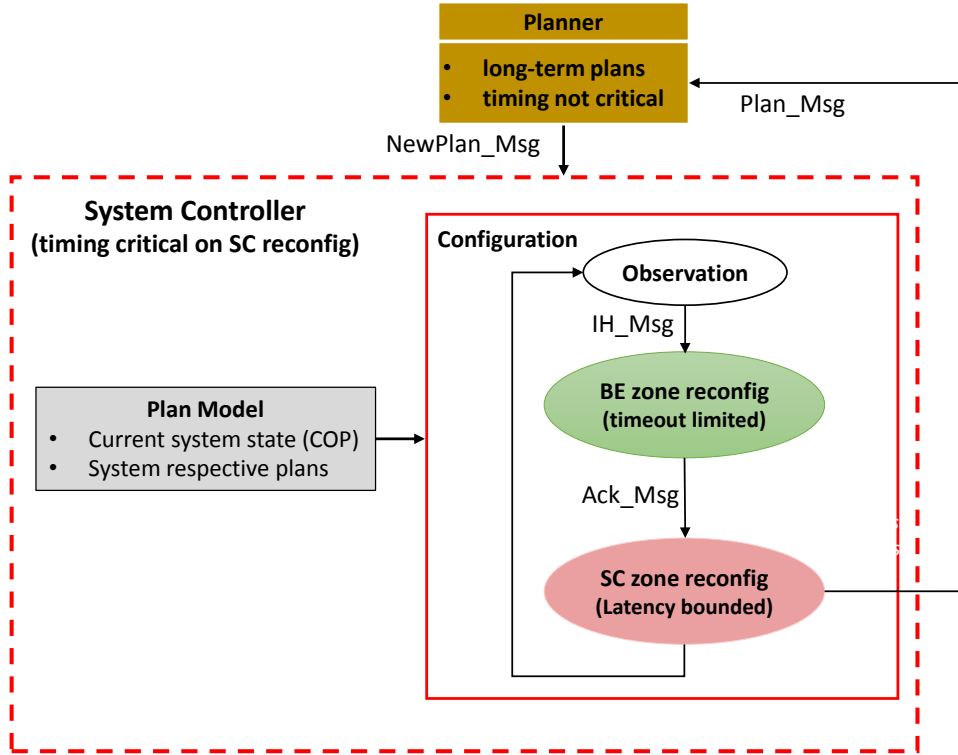 Planner
• long-term plans
• timing not critical
Plan_Msg
NewPlan_Msg
System Controller
(timing critical on SC reconfig)
Configuration
Observation
IH_Msg
BE zone reconfig
(timeout limited)
Plan Model
• Current system state (COP)
• System respective plans
Ack_Msg
SC zone reconfig
(Latency bounded)